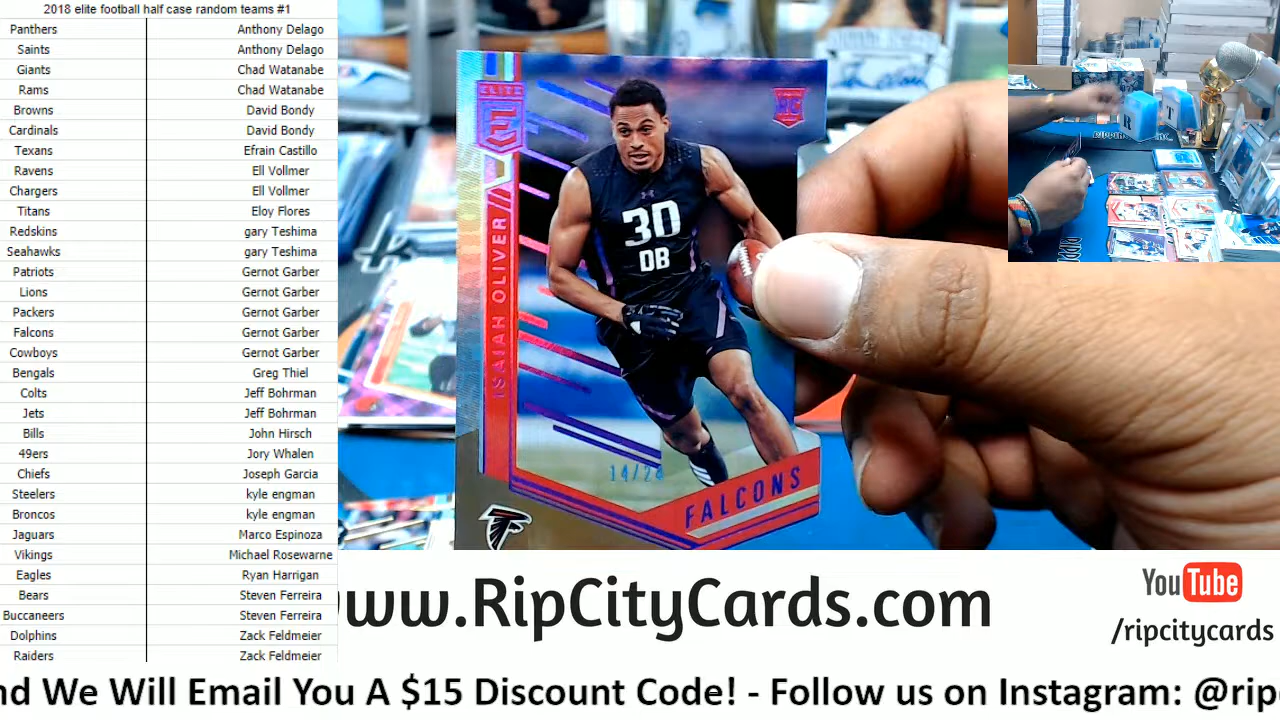 2018 elite football half case random teams #1
Panthers Anthony Delago
Saints Anthony Delago
Giants Chad Watanabe
Rams Chad Watanabe
Browns David Bondy
Cardinals David Bondy
Texans Efrain Castillo
Ravens Ell Vollmer
Chargers Ell Vollmer
Titans Eloy Flores
Redskins gary Teshima
Seahawks gary Teshima
Patriots Gernot Garber
Lions Gernot Garber
Packers Gernot Garber
Falcons Gernot Garber
Cowboys Gernot Garber
Bengals Greg Thiel
Colts Jeff Bohrman
Jets Jeff Bohrman
Bills John Hirsch
49ers Jory Whalen
Chiefs Joseph Garcia
Steelers kyle engman
Broncos kyle engman
Jaguars Marco Espinoza
Vikings Michael Rosewarne
Eagles Ryan Harrigan
Bears Steven Ferreira
Buccaneers Steven Ferreira
Dolphins Zack Feldmeier
Raiders Zack Feldmeier
ELITE
E
ISAIAH OLIVER
30
DB
14/24
FALCONS
R
T
www.RipCityCards.com
YouTube
/ripcitycards
nd We Will Email You A $15 Discount Code! - Follow us on Instagram: @ripc